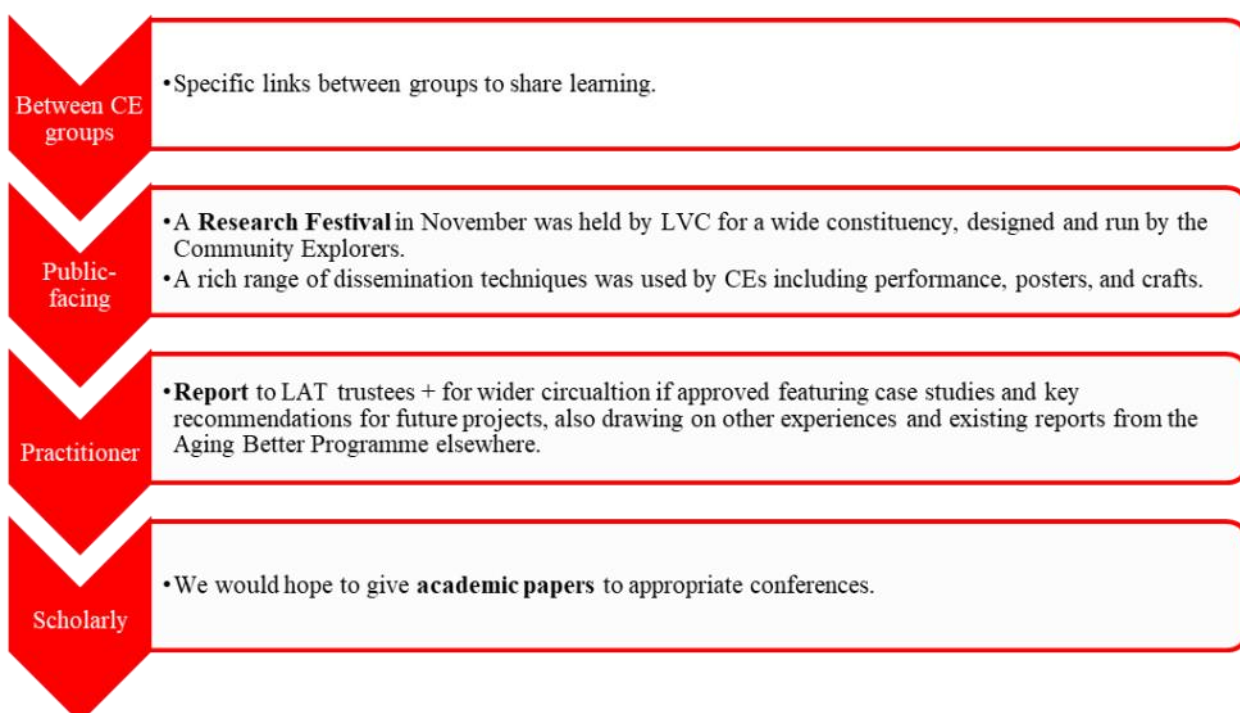 Between CE
groups
•Specific links between groups to share learning.
Public-
facing
•A Research Festival in November was held by LVC for a wide constituency, designed and run by the
Community Explorers.
•A rich range of dissemination techniques was used by CEs including performance, posters, and crafts.
Practitioner
•Report to LAT trustees + for wider circualtion if approved featuring case studies and key
recommendations for future projects, also drawing on other experiences and existing reports from the
Aging Better Programme elsewhere.
Scholarly
•We would hope to give academic papers to appropriate conferences.